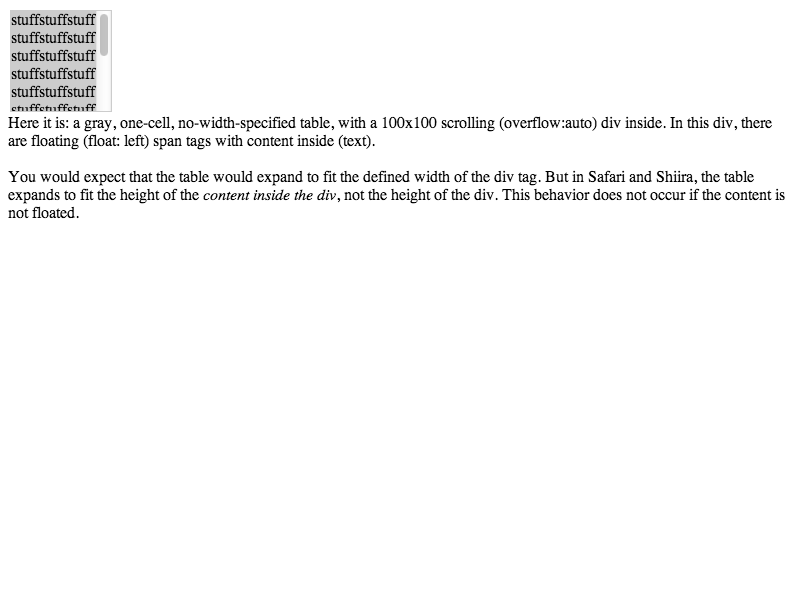 stuffstuffstuff
stuffstuffstuff
stuffstuffstuff
stuffstuffstuff
stuffstuffstuff
stuffstuffstuff
Here it is: a gray, one-cell, no-width-specified table, with a 100x100 scrolling (overflow:auto) div inside. In this div, there
are floating (float: left) span tags with content inside (text).
You would expect that the table would expand to fit the defined width of the div tag. But in Safari and Shiira, the table
expands to fit the height of the content inside the div, not the height of the div. This behavior does not occur if the content is
not floated.